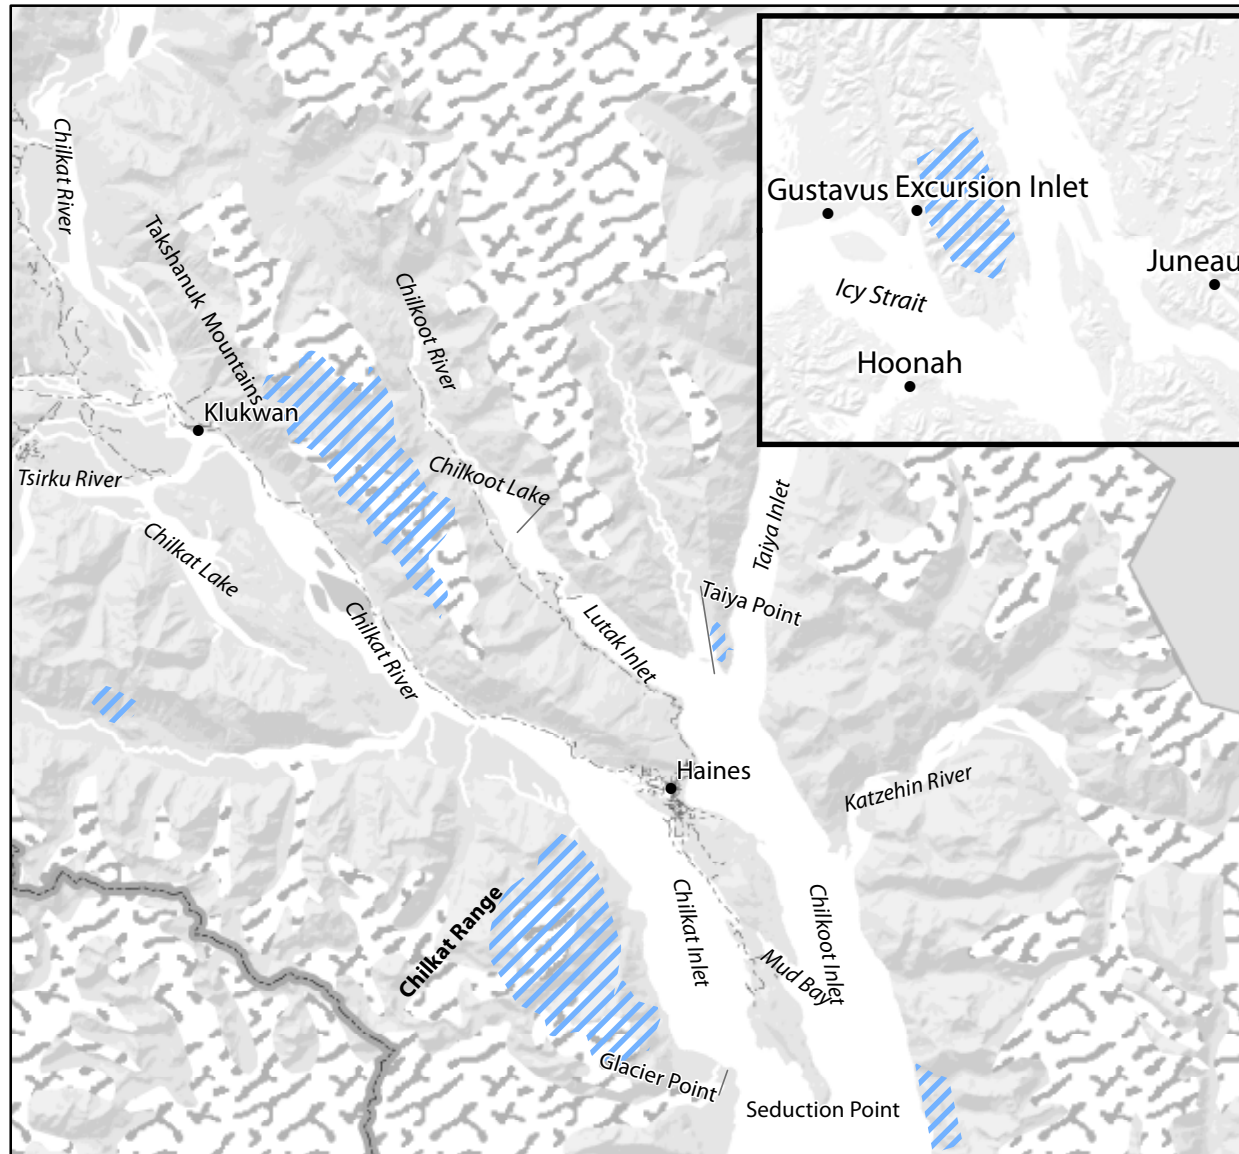 Chilkat River
Takshanuk Mountains
Chilkoot River
Gustavus
Excursion Inlet
Juneau
Icy Strait
Hoonah
Klukwan
Tsirku River
Chilkoot Lake
Chilkat Lake
Taiya Inlet
Taiya Point
Chilkat River
Lutak Inlet
Haines
Katzehin River
Chilkat Range
Chilkat Inlet
Chilkoot Inlet
Mud Bay
Glacier Point
Seduction Point